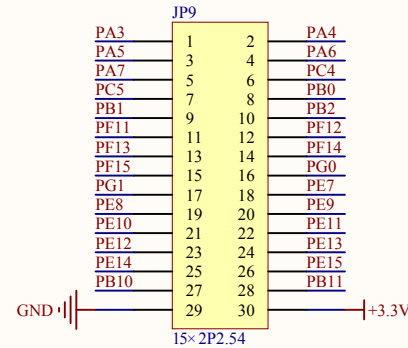 JP9
PA3 1 2 PA4
PA5 3 4 PA6
PA7 5 6 PC4
PC5 7 8 PB0
PB1 9 10 PB2
PF11 11 12 PF12
PF13 13 14 PF14
PF15 15 16 PG0
PG1 17 18 PE7
PE8 19 20 PE9
PE10 21 22 PE11
PE12 23 24 PE13
PE14 25 26 PE15
PB10 27 28 PB11
GND 29 30 +3.3V
15×2P2.54